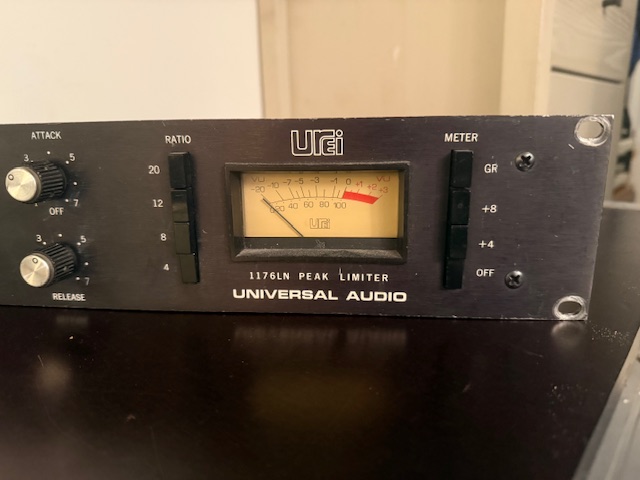 ATTACK
3 5
7
OFF
3 5
7
RELEASE
RATIO
20
12
8
4
UREI
VU VU
-20 -10 -7 -5 -3 -1 0 +1 +2 +3
0 20 40 60 80 100
UREI
1176LN PEAK LIMITER
UNIVERSAL AUDIO
METER
GR
+8
+4
OFF